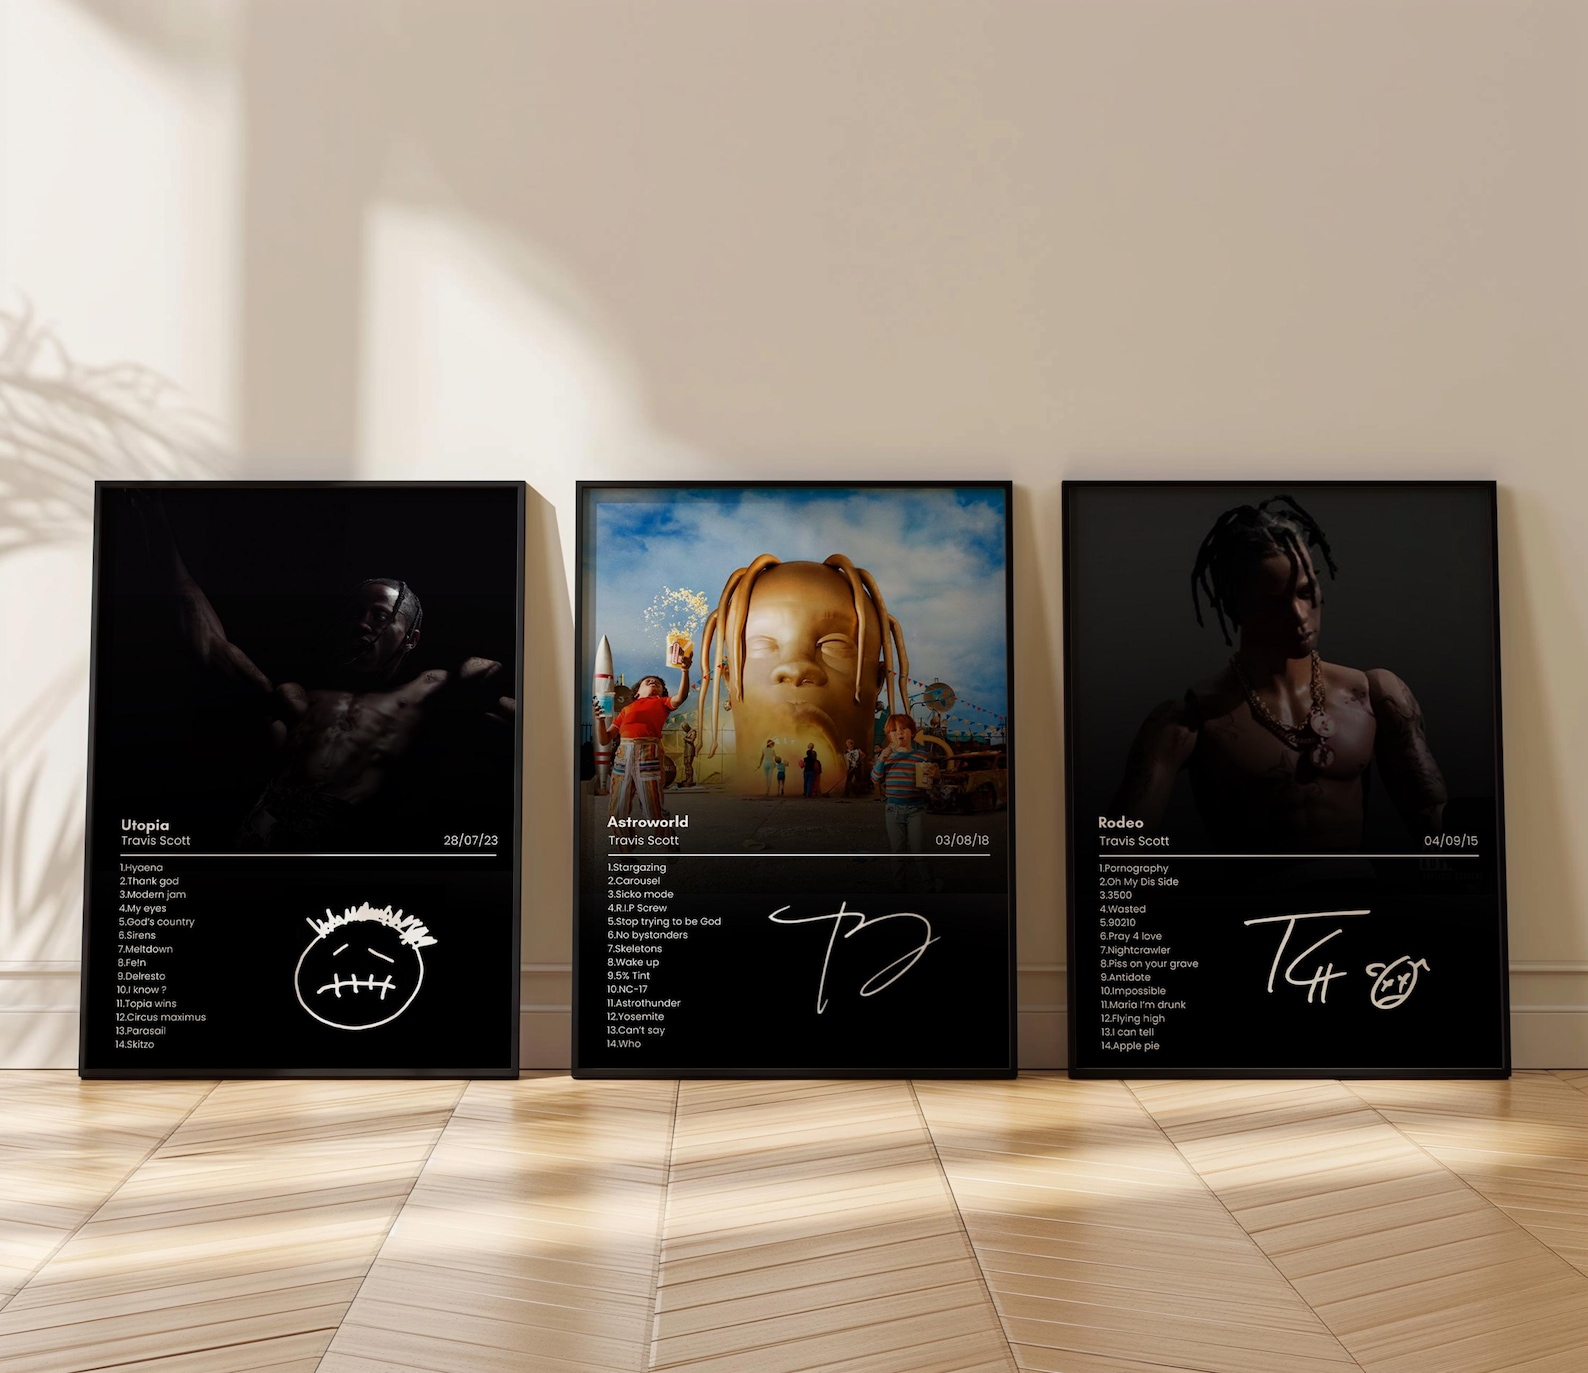 Utopia
Travis Scott 28/07/23
1.Hyaena
2.Thank god
3.Modern jam
4.My eyes
5.God's country
6.Sirens
7.Meltdown
8.Fe!n
9.Delresto
10.I know ?
11.Topia wins
12.Circus maximus
13.Parasail
14.Skitzo
Astroworld
Travis Scott 03/08/18
1.Stargazing
2.Carousel
3.Sicko mode
4.R.I.P Screw
5.Stop trying to be God
6.No bystanders
7.Skeletons
8.Wake up
9.5% Tint
10.NC-17
11.Astrothunder
12.Yosemite
13.Can't say
14.Who
Rodeo
Travis Scott 04/09/15
1.Pornography
2.Oh My Dis Side
3.3500
4.Wasted
5.90210
6.Pray 4 love
7.Nightcrawler
8.Piss on your grave
9.Antidote
10.Impossible
11.Maria I'm drunk
12.Flying high
13.I can tell
14.Apple pie